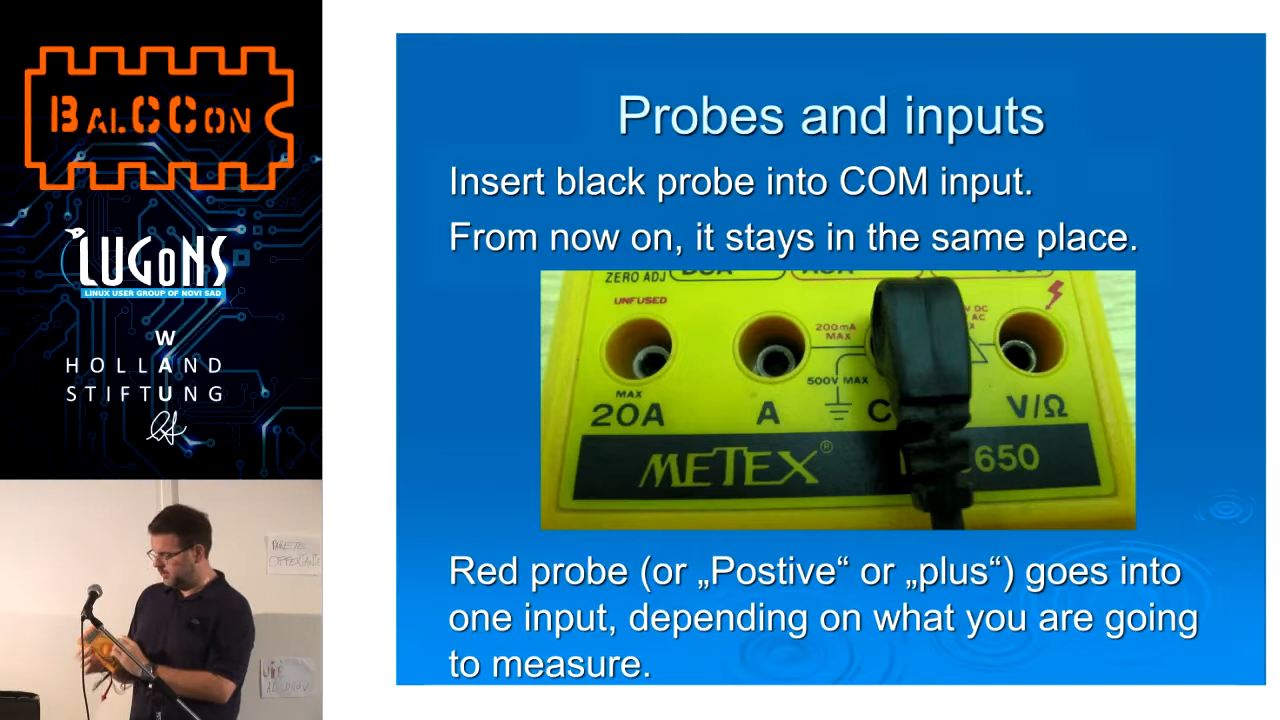 BALCCON
LUGoNS
LINUX USER GROUP OF NOVI SAD
W
HOLLAND
STIFTUNG
Probes and inputs
Insert black probe into COM input.
From now on, it stays in the same place.
ZERO ADJ
UNFUSED
200mA
MAX
500V MAX
MAX
20A
A
C
V/Ω
METEX®
650
Red probe (or „Postive“ or „plus“) goes into
one input, depending on what you are going
to measure.